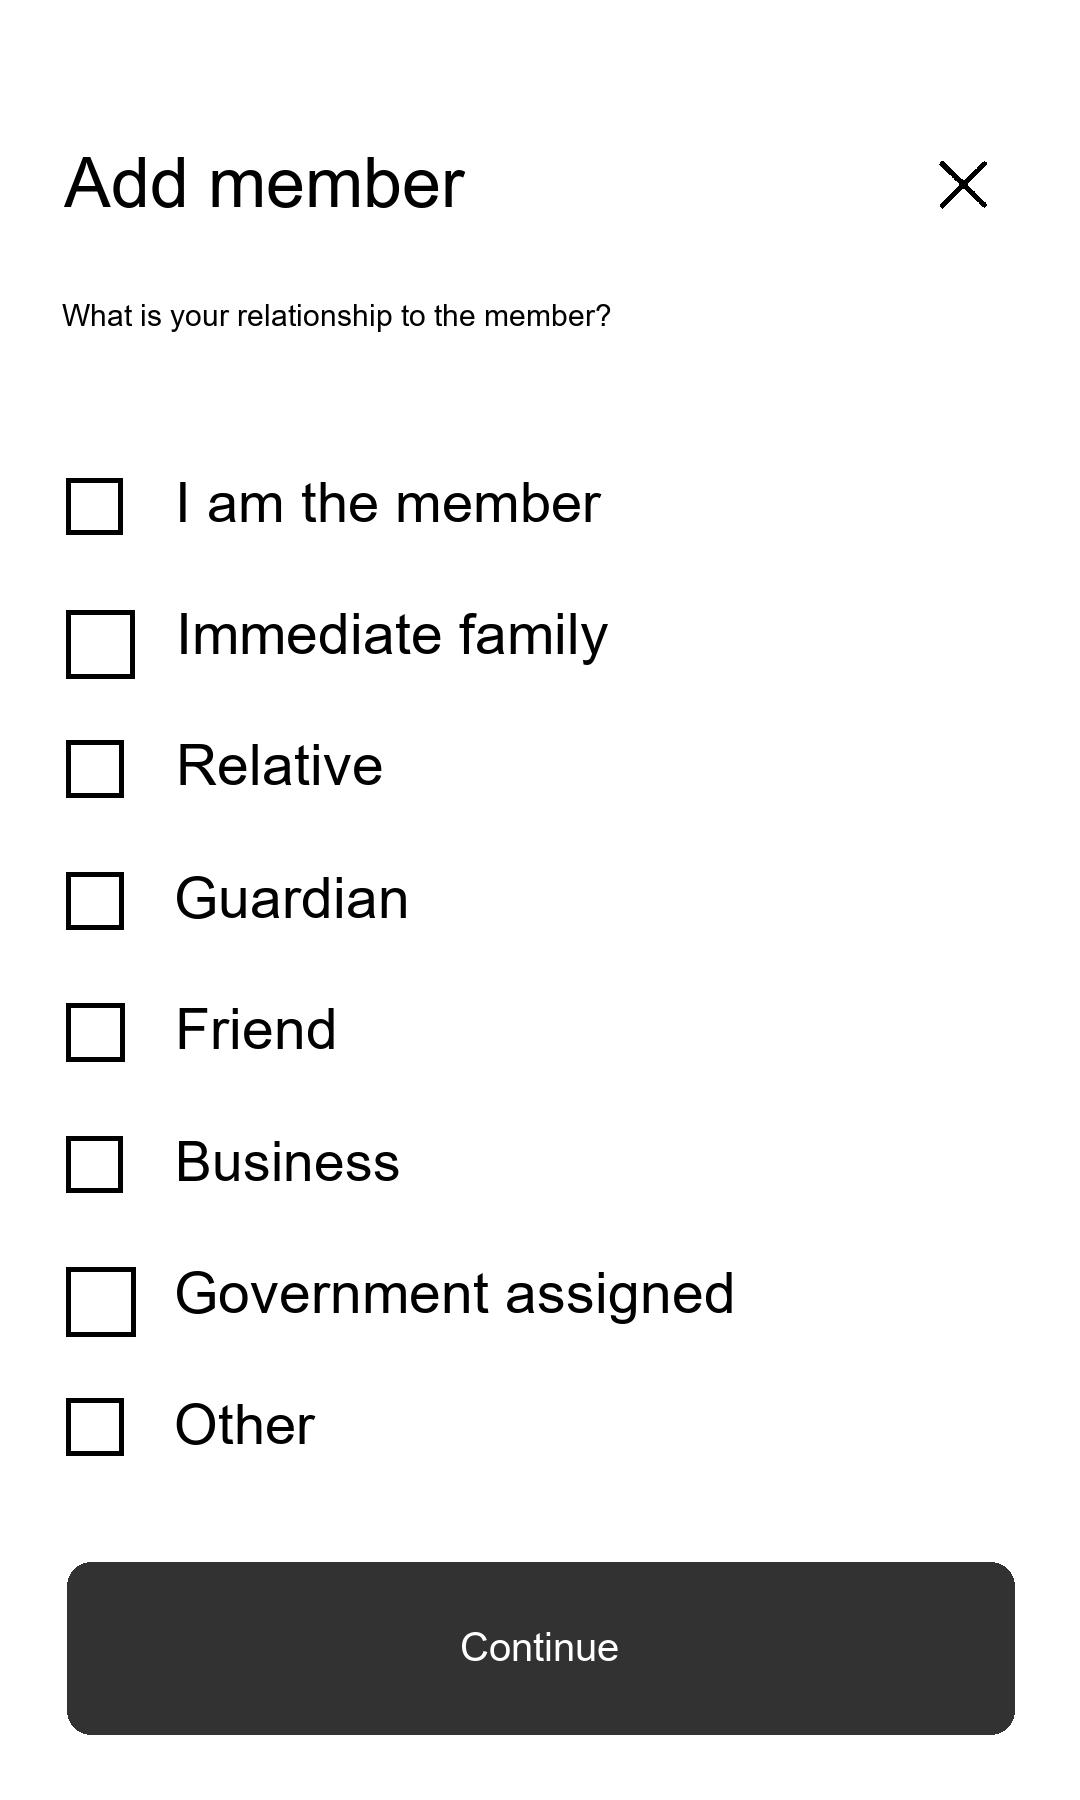 Add member
What is your relationship to the member?
I am the member
Immediate family
Relative
Guardian
Friend
Business
Government assigned
Other
Continue